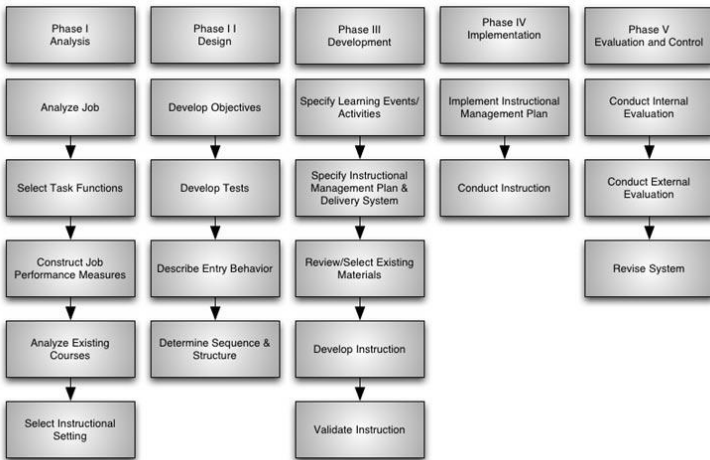 Phase I
Analysis
Phase I I
Design
Phase III
Development
Phase IV
Implementation
Phase V
Evaluation and Control
Analyze Job
Develop Objectives
Specify Learning Events/
Activities
Implement Instructional
Management Plan
Conduct Internal
Evaluation
Select Task Functions
Develop Tests
Specify Instructional
Management Plan &
Delivery System
Conduct Instruction
Conduct External
Evaluation
Construct Job
Performance Measures
Describe Entry Behavior
Review/Select Existing
Materials
Revise System
Analyze Existing
Courses
Determine Sequence &
Structure
Develop Instruction
Select Instructional
Setting
Validate Instruction